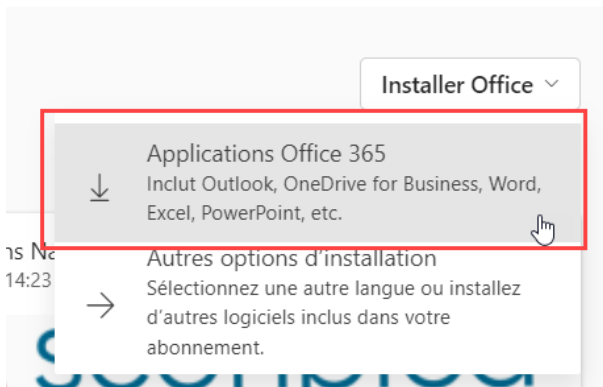 Installer Office
Applications Office 365
Inclut Outlook, OneDrive for Business, Word,
Excel, PowerPoint, etc.
Autres options d'installation
14:23
Sélectionnez une autre langue ou installez
d'autres logiciels inclus dans votre
abonnement.